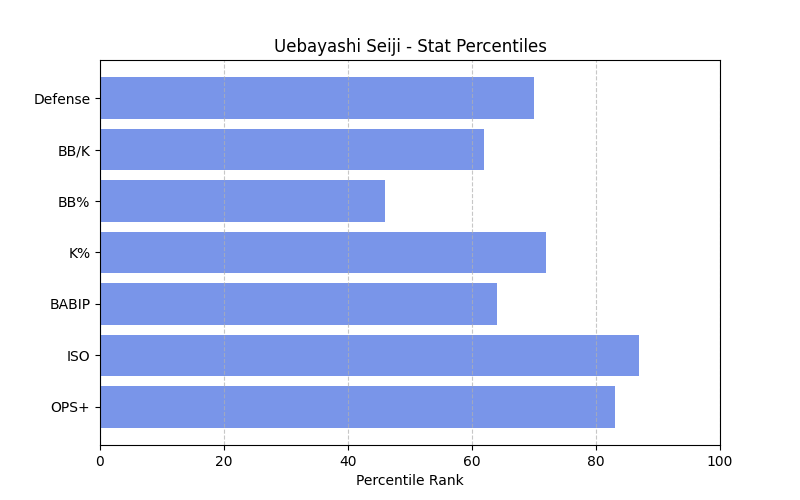 Uebayashi Seiji - Stat Percentiles
Defense
BB/K
BB%
K%
BABIP
ISO
OPS+
0 20 40 60 80 100
Percentile Rank